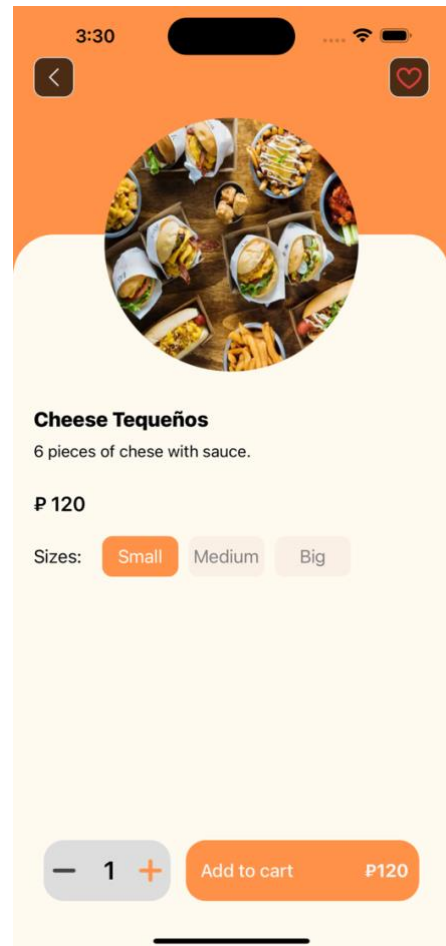 3:30
Cheese Tequeños
6 pieces of chese with sauce.
₽ 120
Sizes: Small Medium Big
1
Add to cart ₽120